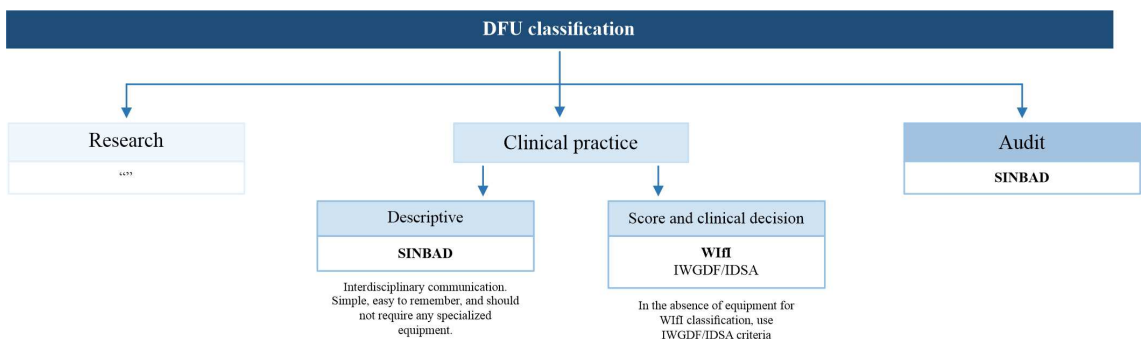 DFU classification
Research
“”
Clinical practice
Audit
SINBAD
Descriptive
SINBAD
Interdisciplinary communication.
Simple, easy to remember, and should
not require any specialized
equipment.
Score and clinical decision
WIfI
IWGDF/IDSA
In the absence of equipment for
WIfI classification, use
IWGDF/IDSA criteria